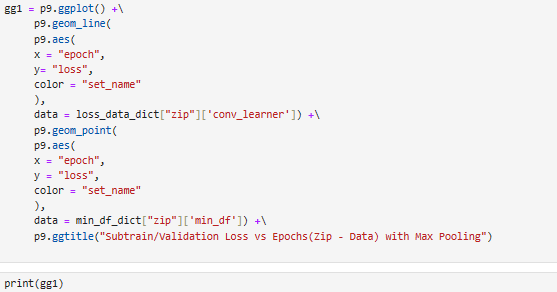 gg1 = p9.ggplot() +\
p9.geom_line(
p9.aes(
x = "epoch",
y= "loss",
color = "set_name"
),
data = loss_data_dict["zip"]['conv_learner']) +\
p9.geom_point(
p9.aes(
x = "epoch",
y = "loss",
color = "set_name"
),
data = min_df_dict["zip"]['min_df']) +\
p9.ggtitle("Subtrain/Validation Loss vs Epochs(Zip - Data) with Max Pooling")
print(gg1)